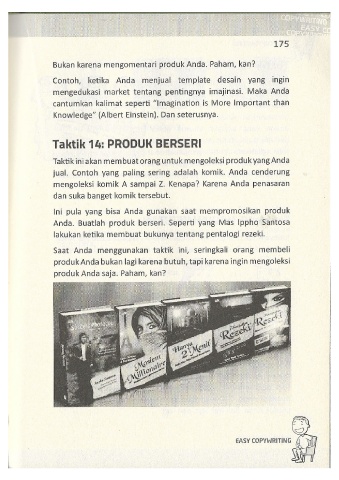 COPYWRITING
175
Bukan karena mengomentari produk Anda. Paham, kan?
Contoh, ketika Anda menjual template desain yang ingin
mengedukasi market tentang pentingnya imajinasi. Maka Anda
cantumkan kalimat seperti "Imagination is More Important than
Knowledge" (Albert Einstein). Dan seterusnya.
Taktik 14: PRODUK BERSERI
Taktik ini akan membuat orang untuk mengoleksi produk yang Anda
jual. Contoh yang paling sering adalah komik. Anda cenderung
mengoleksi komik A sampai Z. Kenapa? Karena Anda penasaran
dan suka banget komik tersebut.
Ini pula yang bisa Anda gunakan saat mempromosikan produk
Anda. Buatlah produk berseri. Seperti yang Mas Ippho Santosa
lakukan ketika membuat bukunya tentang pentalogi rezeki.
Saat Anda menggunakan taktik ini, seringkali orang membeli
produk Anda bukan lagi karena butuh, tapi karena ingin mengoleksi
produk Anda saja. Paham, kan?
Modern
Millionaire
Hanya
2 Menit
Rezeki
Rezeki
EASY COPYWRITING